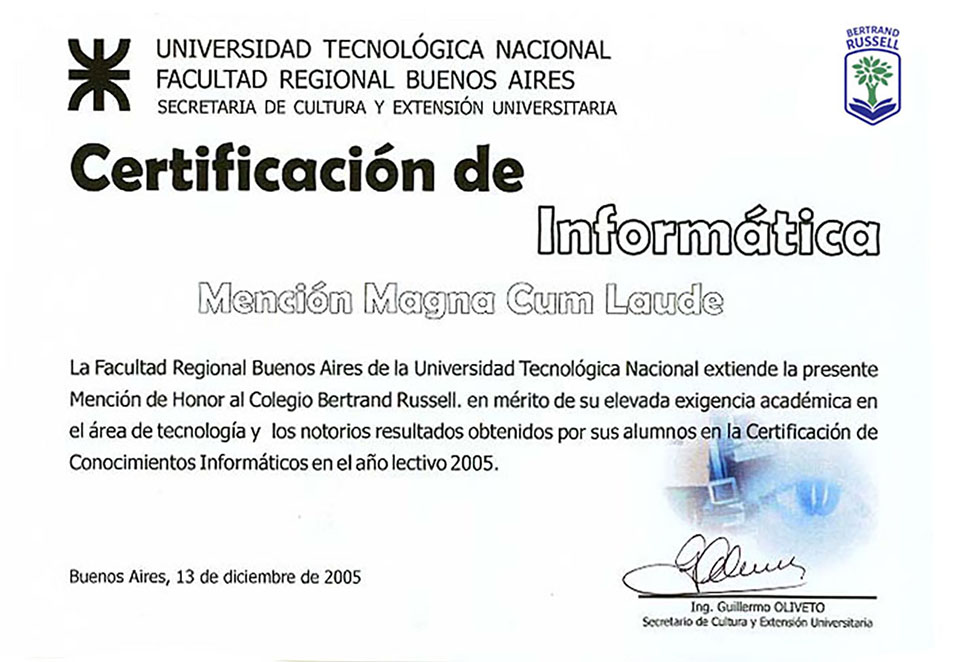 UNIVERSIDAD TECNOLÓGICA NACIONAL
FACULTAD REGIONAL BUENOS AIRES
SECRETARIA DE CULTURA Y EXTENSIÓN UNIVERSITARIA
BERTRAND
RUSSELL
Certificación de
Informática
Mención Magna Cum Laude
La Facultad Regional Buenos Aires de la Universidad Tecnológica Nacional extiende la presente
Mención de Honor al Colegio Bertrand Russell. en mérito de su elevada exigencia académica en
el área de tecnología y los notorios resultados obtenidos por sus alumnos en la Certificación de
Conocimientos Informáticos en el año lectivo 2005.
Buenos Aires, 13 de diciembre de 2005
Ing. Guillermo OLIVETO
Secretario de Cultura y Extensión Universitaria